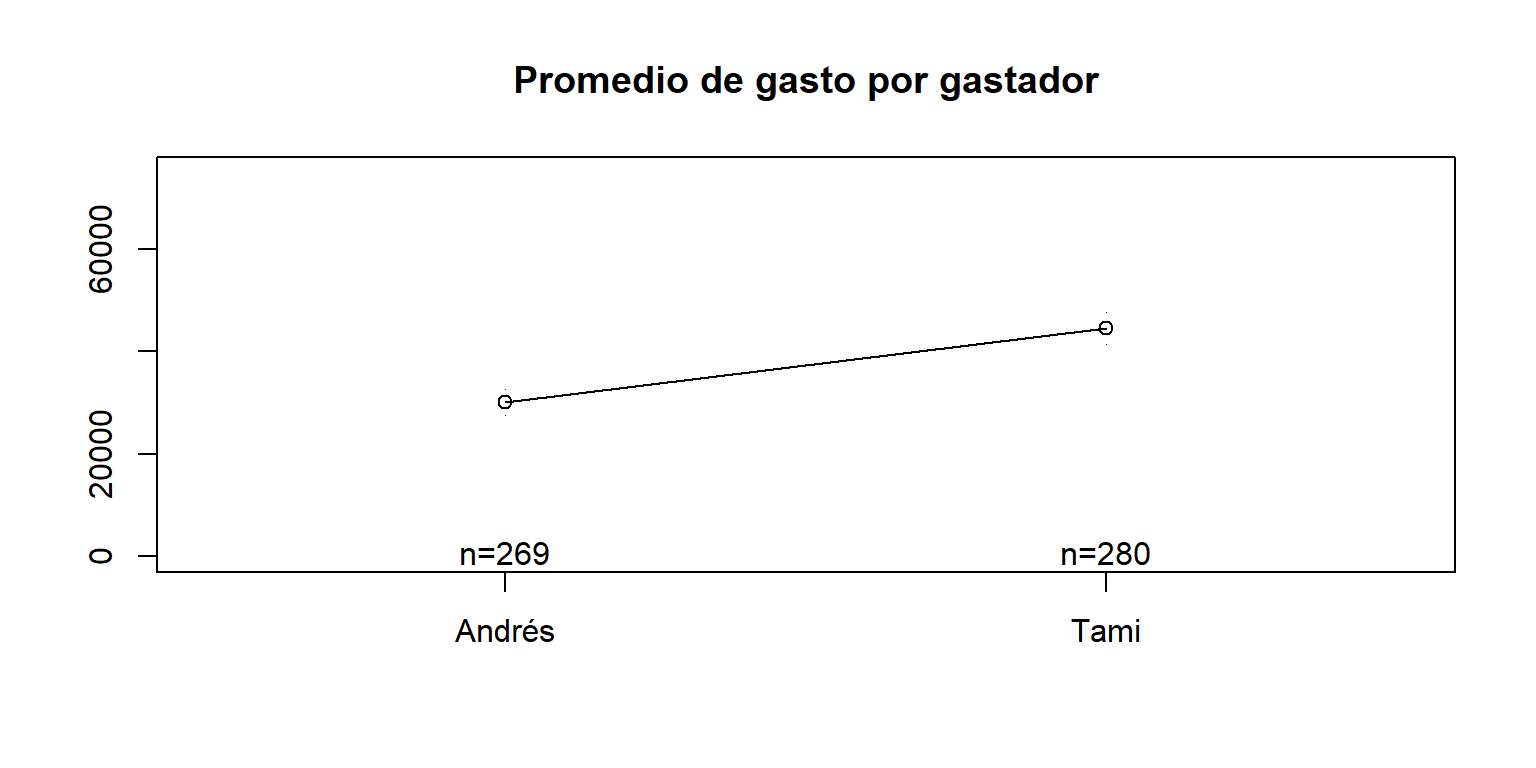 Promedio de gasto por gastador
60000
20000
0
n=269
n=280
Andrés
Tami